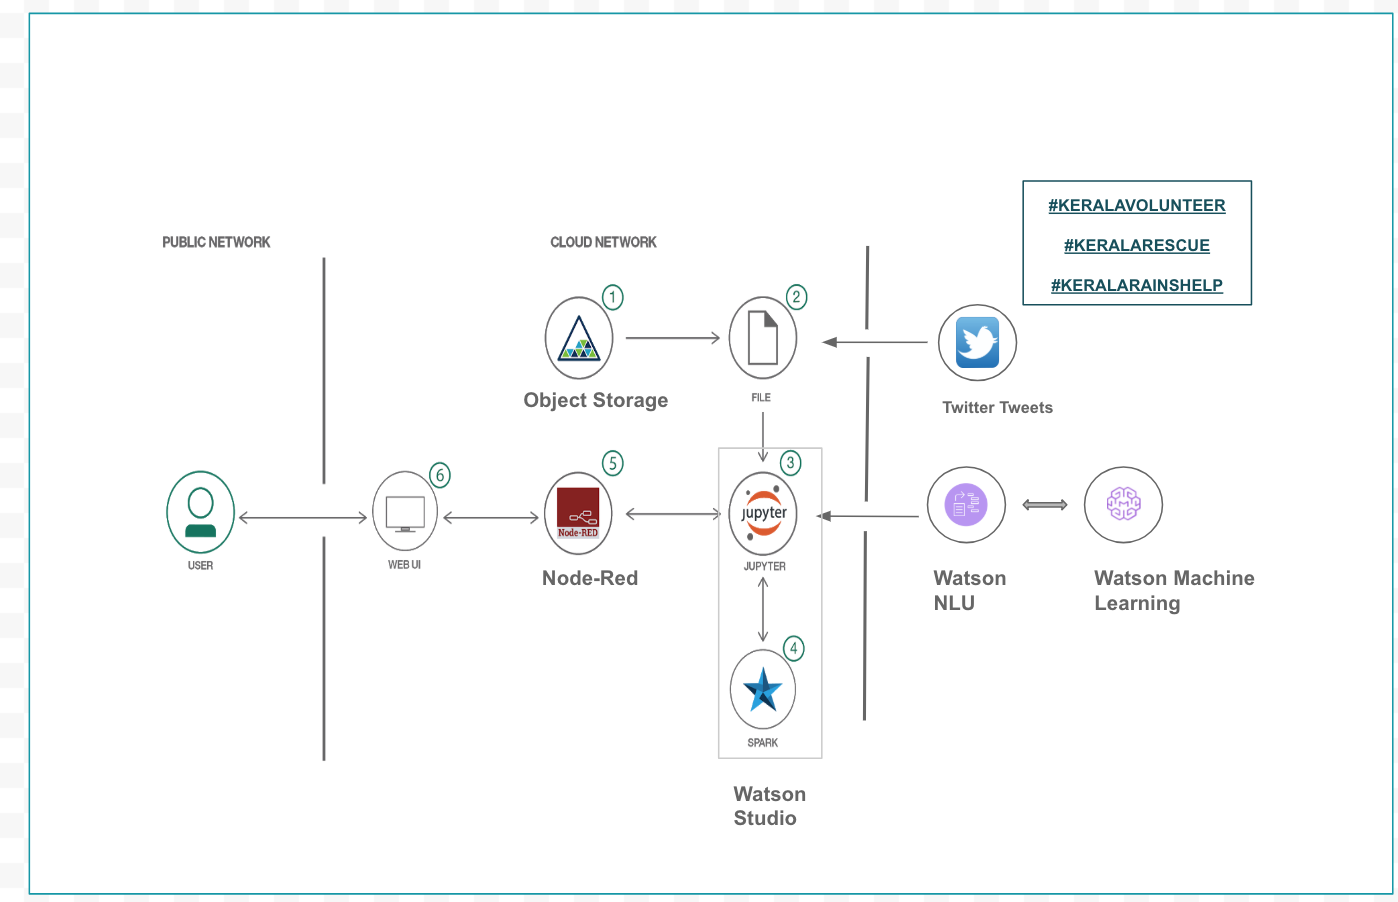 #KERALAVOLUNTEER
#KERALARESCUE
#KERALARAINSHELP
PUBLIC NETWORK
CLOUD NETWORK
1
2
Object Storage
FILE
Twitter Tweets
6
5
3
Node-RED
jupyter
USER
WEB UI
Node-Red
JUPYTER
Watson
NLU
Watson Machine
Learning
4
SPARK
Watson
Studio